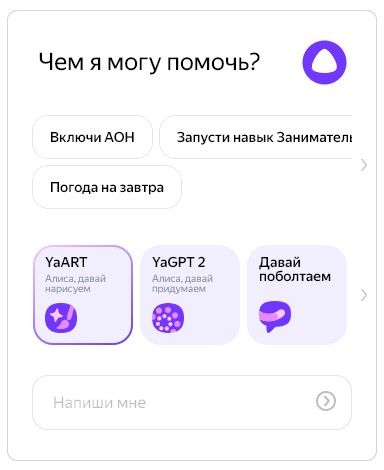 Чем я могу помочь?
Включи АОН
Запусти навык Занимател
Погода на завтра
YaART
Алиса, давай
нарисуем
YaGPT 2
Алиса, давай
придумаем
Давай
поболтаем
Напиши мне